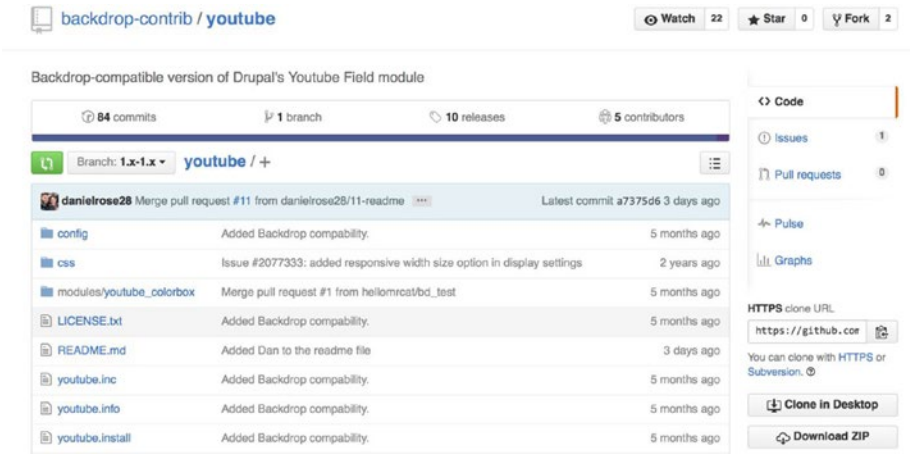 backdrop-contrib / youtube
Watch 22
Star 0
Fork 2
Backdrop-compatible version of Drupal's Youtube Field module
84 commits
1 branch
10 releases
5 contributors
Branch: 1.x-1.x
youtube / +
danielrose28 Merge pull request #11 from danielrose28/11-readme ... Latest commit a7375d6 3 days ago
config Added Backdrop compability. 5 months ago
css Issue #2077333: added responsive width size option in display settings 2 years ago
modules/youtube_colorbox Merge pull request #1 from hellomrcat/bd_test 5 months ago
LICENSE.txt Added Backdrop compability. 5 months ago
README.md Added Dan to the readme file 3 days ago
youtube.inc Added Backdrop compability. 5 months ago
youtube.info Added Backdrop compability. 5 months ago
youtube.install Added Backdrop compability. 5 months ago
<> Code
Issues 1
Pull requests 0
Pulse
Graphs
HTTPS clone URL
https://github.com
You can clone with HTTPS or
Subversion.
Clone in Desktop
Download ZIP